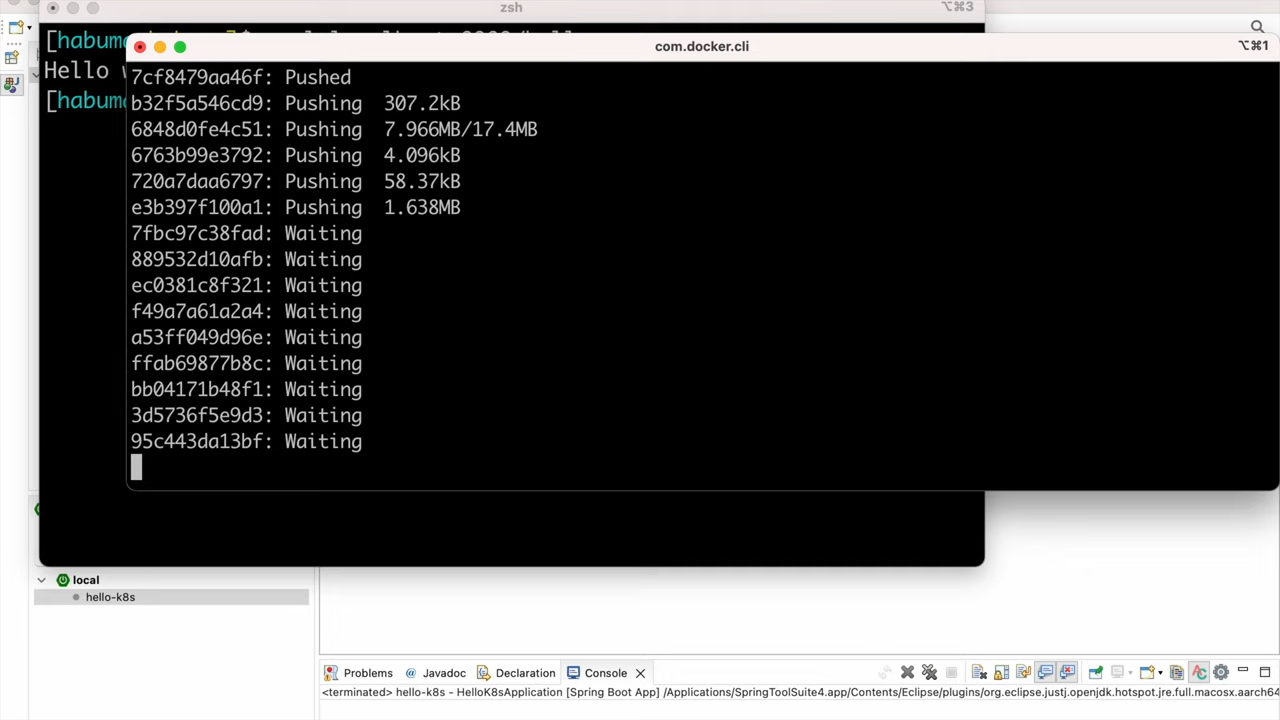 zsh
⌥⌘3
[habuma
Hello w
[habuma
com.docker.cli
⌥⌘1
7cf8479aa46f: Pushed
b32f5a546cd9: Pushing 307.2kB
6848d0fe4c51: Pushing 7.966MB/17.4MB
6763b99e3792: Pushing 4.096kB
720a7daa6797: Pushing 58.37kB
e3b397f100a1: Pushing 1.638MB
7fbc97c38fad: Waiting
889532d10afb: Waiting
ec0381c8f321: Waiting
f49a7a61a2a4: Waiting
a53ff049d96e: Waiting
ffab69877b8c: Waiting
bb04171b48f1: Waiting
3d5736f5e9d3: Waiting
95c443da13bf: Waiting
local
hello-k8s
Problems @ Javadoc Declaration Console
<terminated> hello-k8s - HelloK8sApplication [Spring Boot App] /Applications/SpringToolSuite4.app/Contents/Eclipse/plugins/org.eclipse.justj.openjdk.hotspot.jre.full.macosx.aarch64